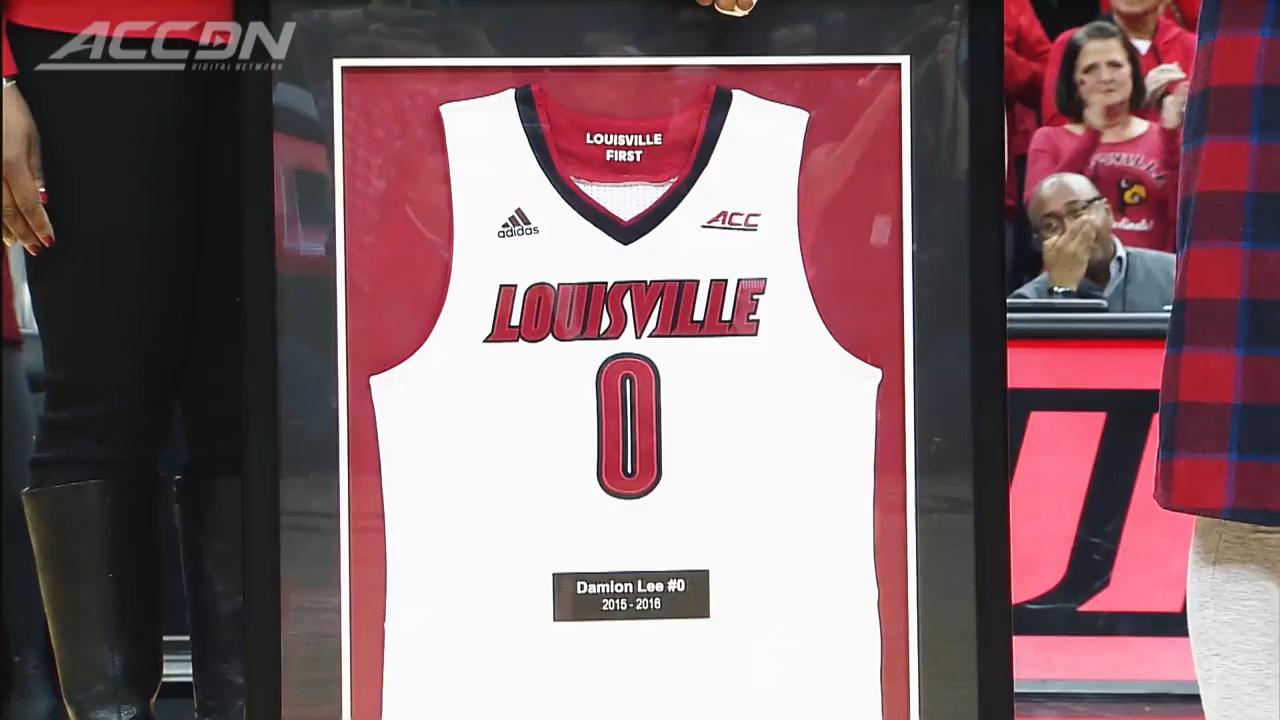 ACCDN
DIGITAL NETWORK
LOUISVILLE
FIRST
adidas
ACC
LOUISVILLE
0
Damion Lee #0
2015 - 2016